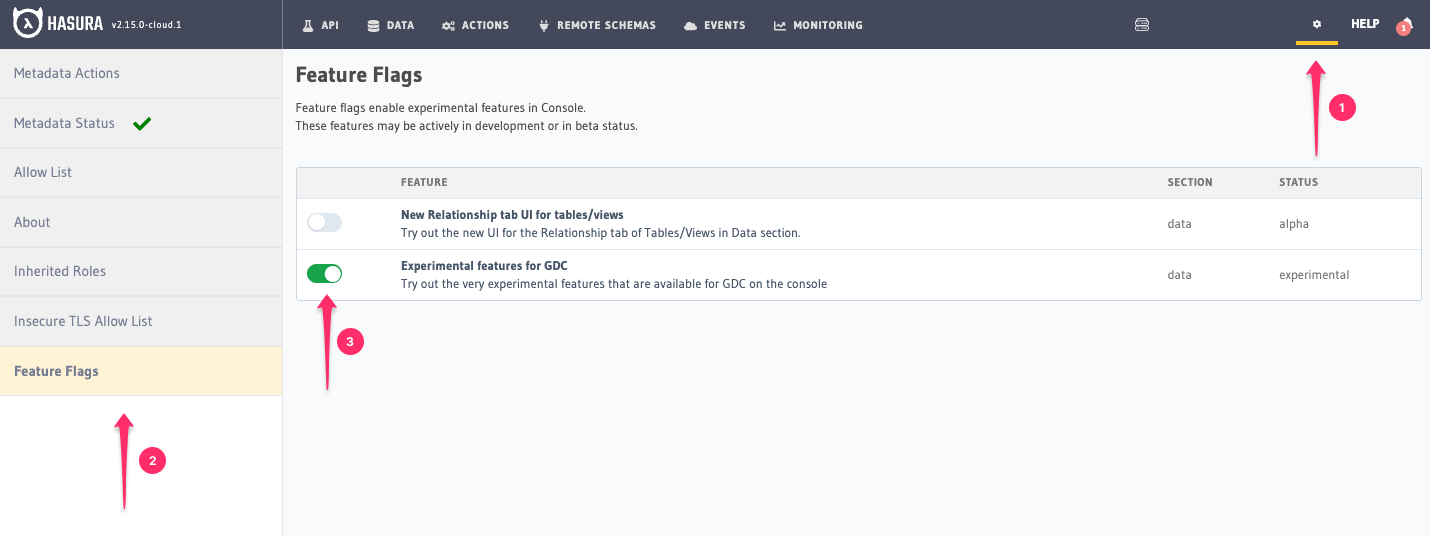 HASURA v2.15.0-cloud.1 API DATA ACTIONS REMOTE SCHEMAS EVENTS MONITORING HELP 1
Metadata Actions
Metadata Status
Allow List
About
Inherited Roles
Insecure TLS Allow List
Feature Flags
2
Feature Flags
Feature flags enable experimental features in Console.
These features may be actively in development or in beta status.
1
FEATURE SECTION STATUS
New Relationship tab UI for tables/views
Try out the new UI for the Relationship tab of Tables/Views in Data section.
data alpha
Experimental features for GDC
Try out the very experimental features that are available for GDC on the console
data experimental
3